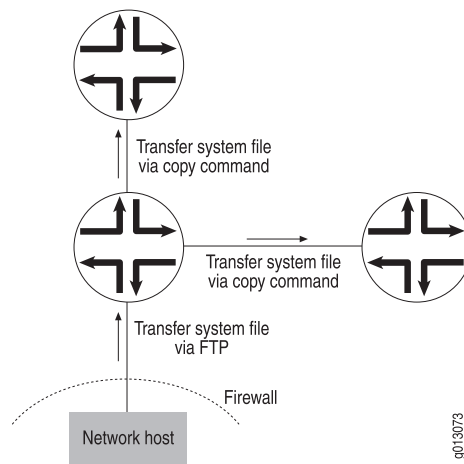 Transfer system file
via copy command
Transfer system file
via copy command
Transfer system file
via FTP
Firewall
Network host
g013073